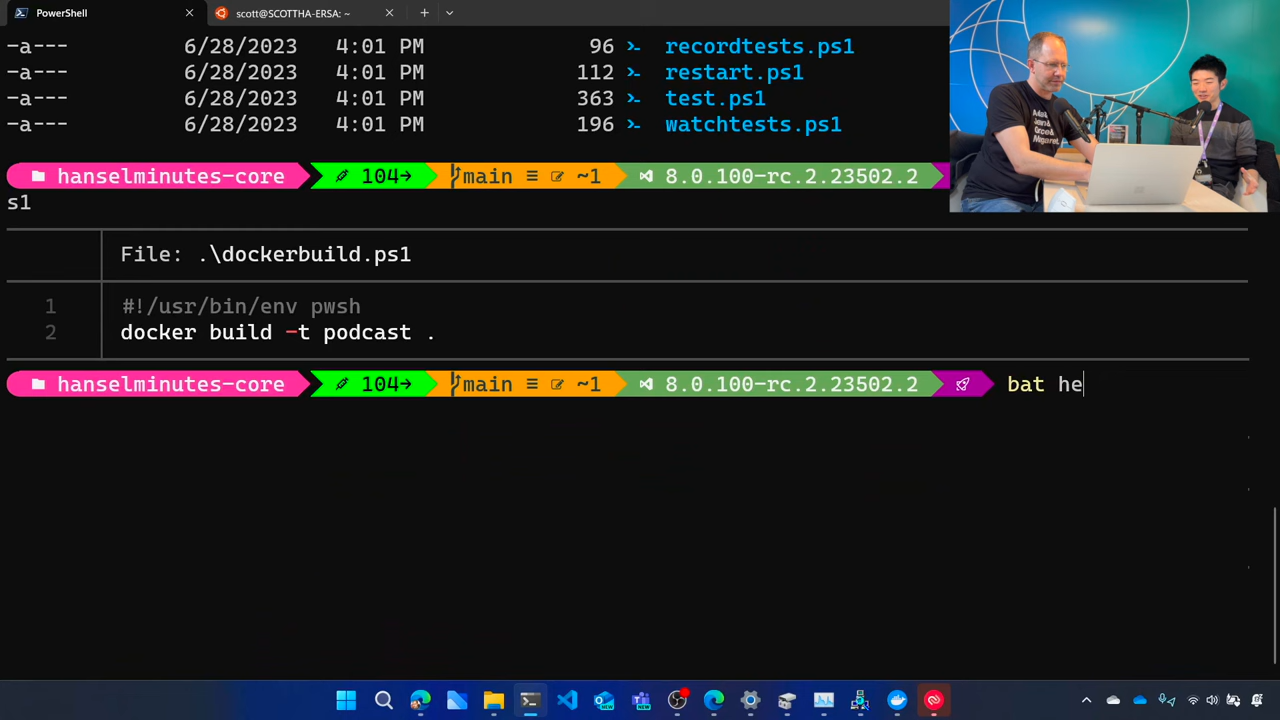 PowerShell
scott@SCOTTHA-ERSA: ~
-a--- 6/28/2023 4:01 PM 96 recordtests.ps1
-a--- 6/28/2023 4:01 PM 112 restart.ps1
-a--- 6/28/2023 4:01 PM 363 test.ps1
-a--- 6/28/2023 4:01 PM 196 watchtests.ps1
hanselminutes-core 104→ main ≡ ~1 8.0.100-rc.2.23502.2
s1
File: .\dockerbuild.ps1
1 #!/usr/bin/env pwsh
2 docker build -t podcast .
hanselminutes-core 104→ main ≡ ~1 8.0.100-rc.2.23502.2 bat he
NEW
NEW